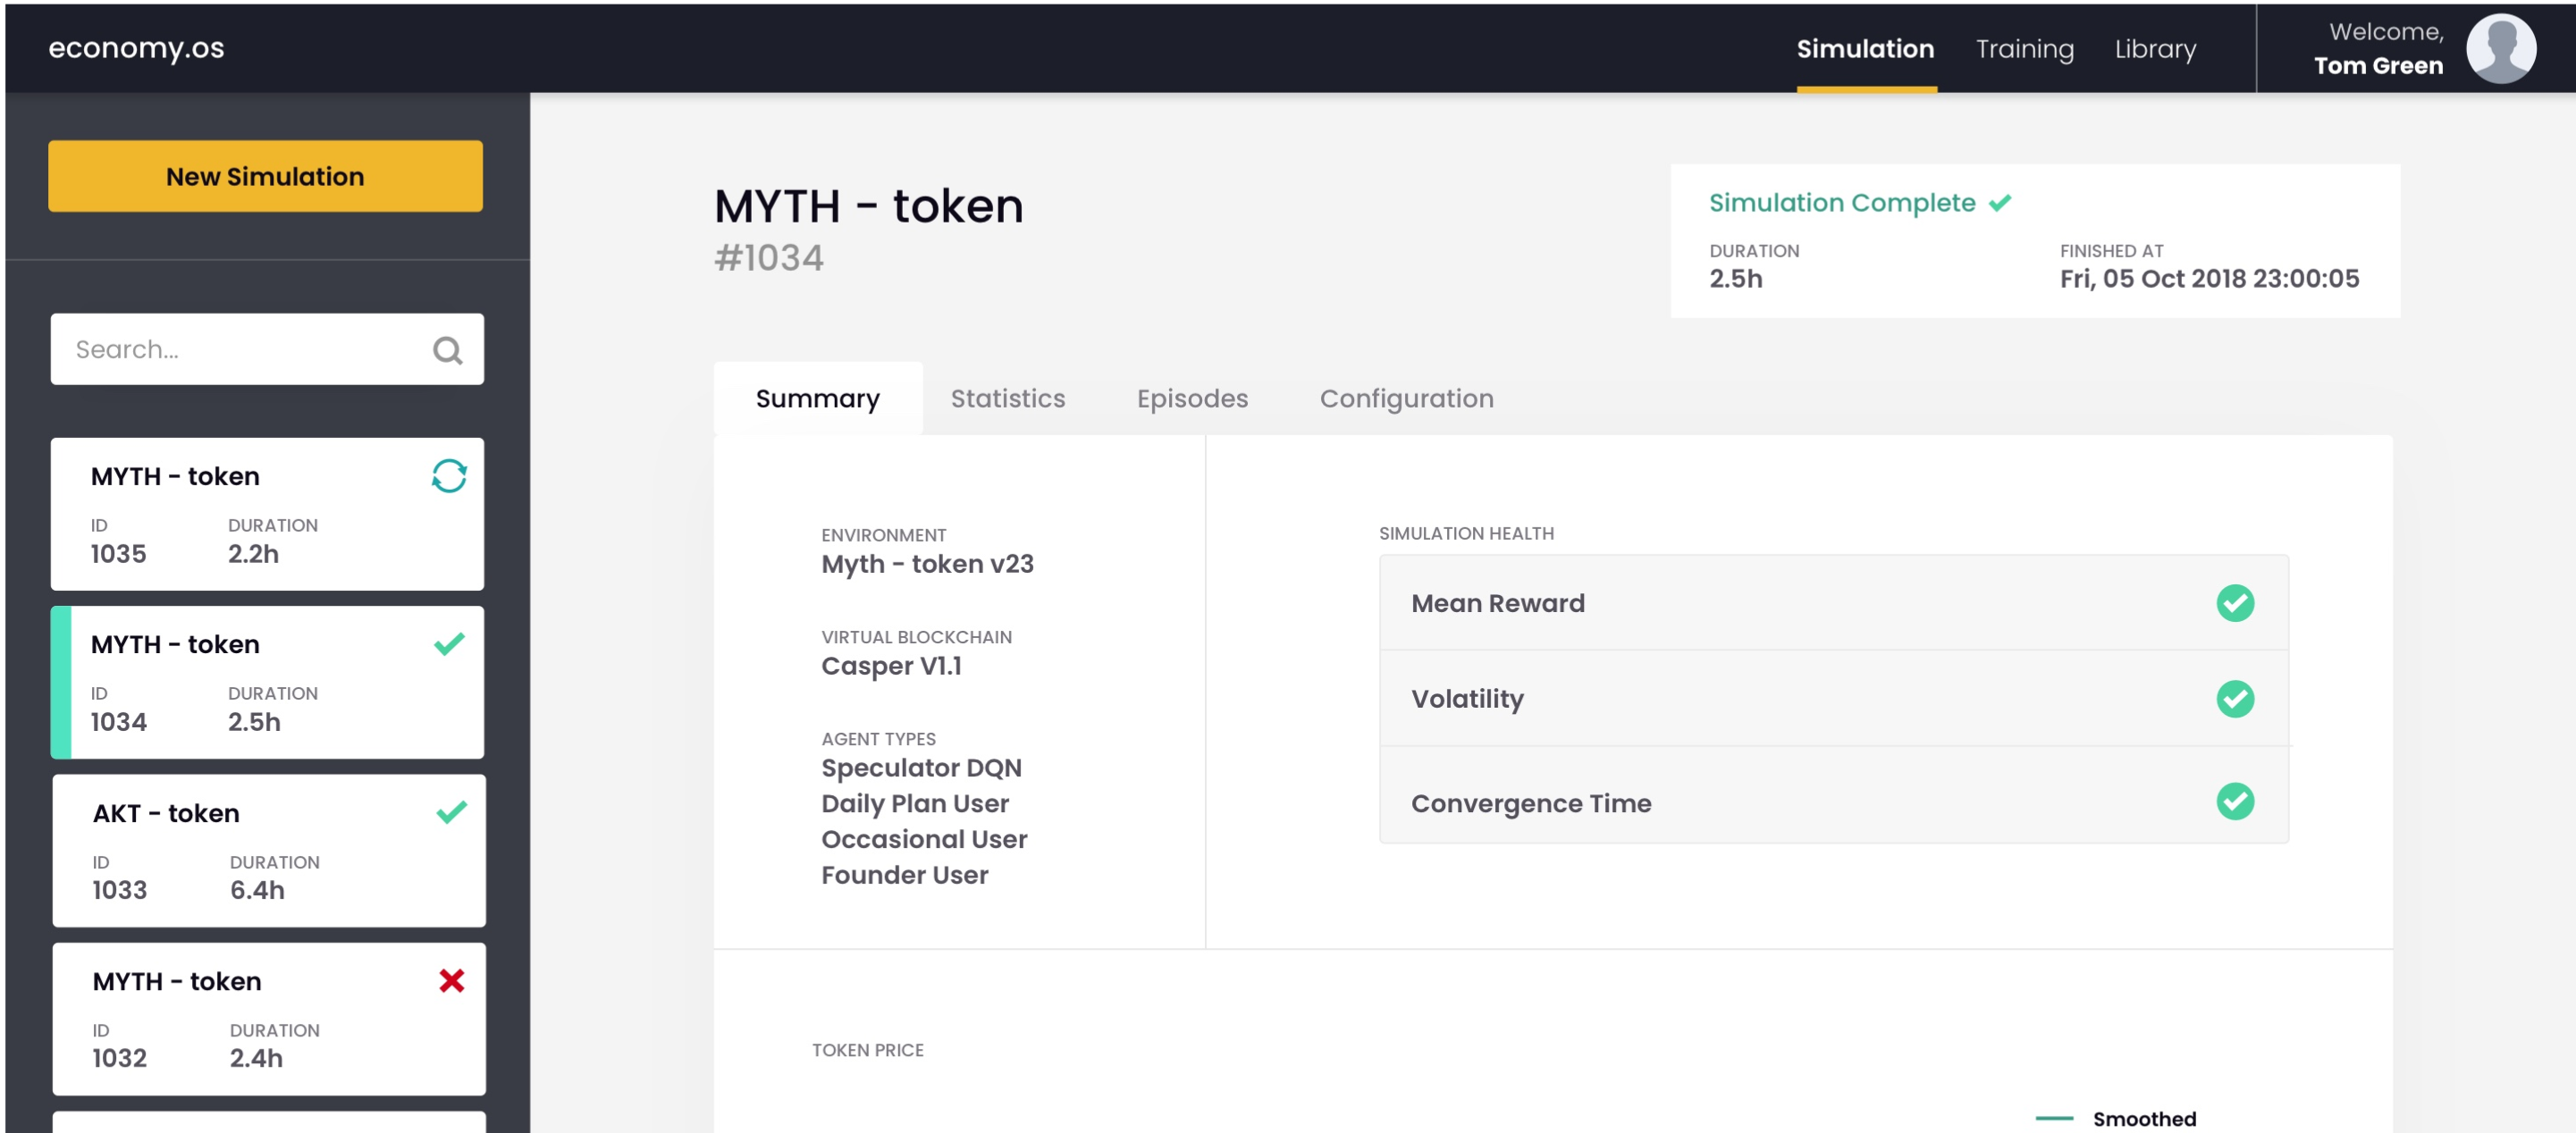 economy.os
Simulation
Training
Library
Welcome,
Tom Green
New Simulation
Search...
MYTH - token
ID
DURATION
1035
2.2h
MYTH - token
ID
DURATION
1034
2.5h
AKT - token
ID
DURATION
1033
6.4h
MYTH - token
ID
DURATION
1032
2.4h
MYTH - token
#1034
Simulation Complete
DURATION
2.5h
FINISHED AT
Fri, 05 Oct 2018 23:00:05
Summary
Statistics
Episodes
Configuration
ENVIRONMENT
Myth - token v23
VIRTUAL BLOCKCHAIN
Casper V1.1
AGENT TYPES
Speculator DQN
Daily Plan User
Occasional User
Founder User
SIMULATION HEALTH
Mean Reward
Volatility
Convergence Time
TOKEN PRICE
Smoothed